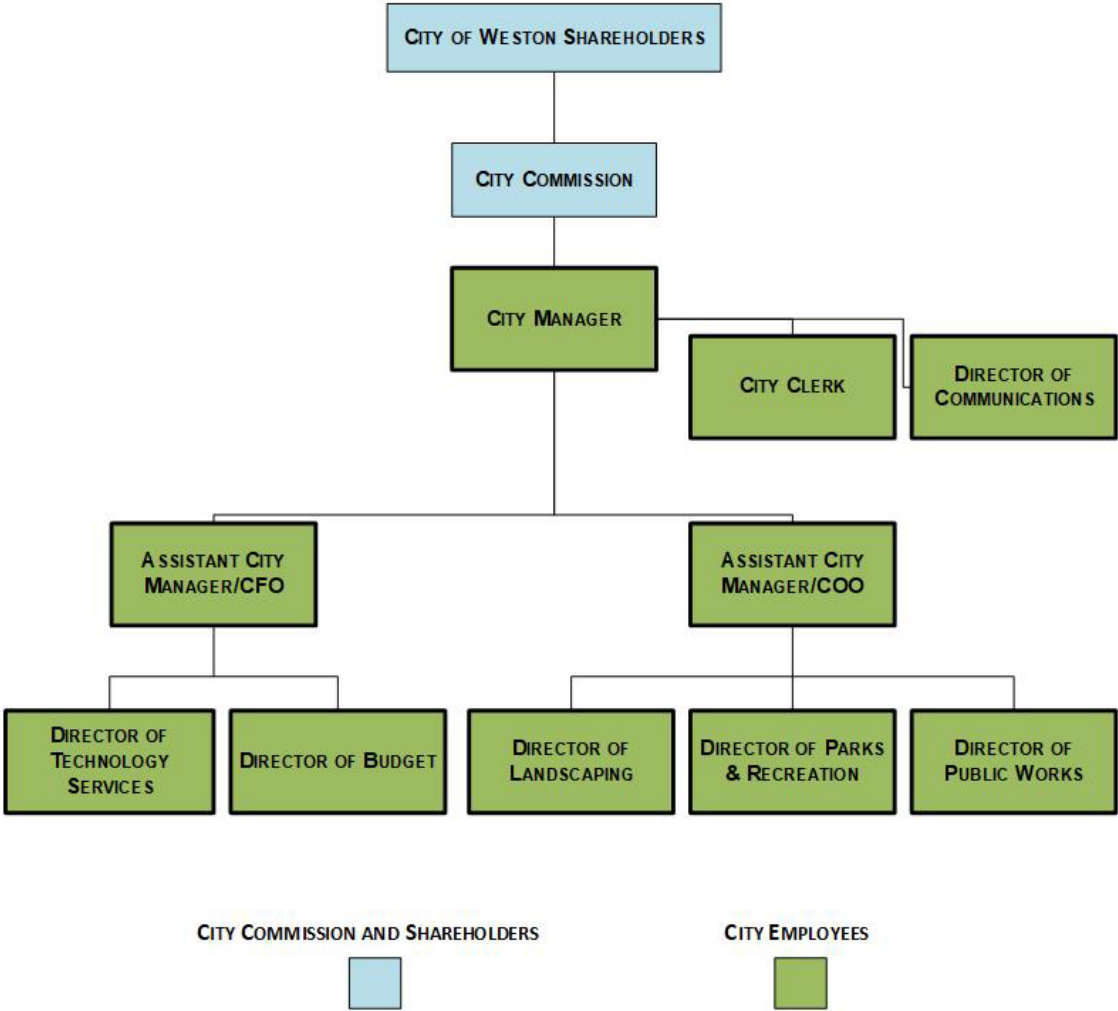 CITY OF WESTON SHAREHOLDERS
CITY COMMISSION
CITY MANAGER
CITY CLERK
DIRECTOR OF
COMMUNICATIONS
ASSISTANT CITY
MANAGER/CFO
ASSISTANT CITY
MANAGER/COO
DIRECTOR OF
TECHNOLOGY
SERVICES
DIRECTOR OF BUDGET
DIRECTOR OF
LANDSCAPING
DIRECTOR OF PARKS
& RECREATION
DIRECTOR OF
PUBLIC WORKS
CITY COMMISSION AND SHAREHOLDERS
CITY EMPLOYEES